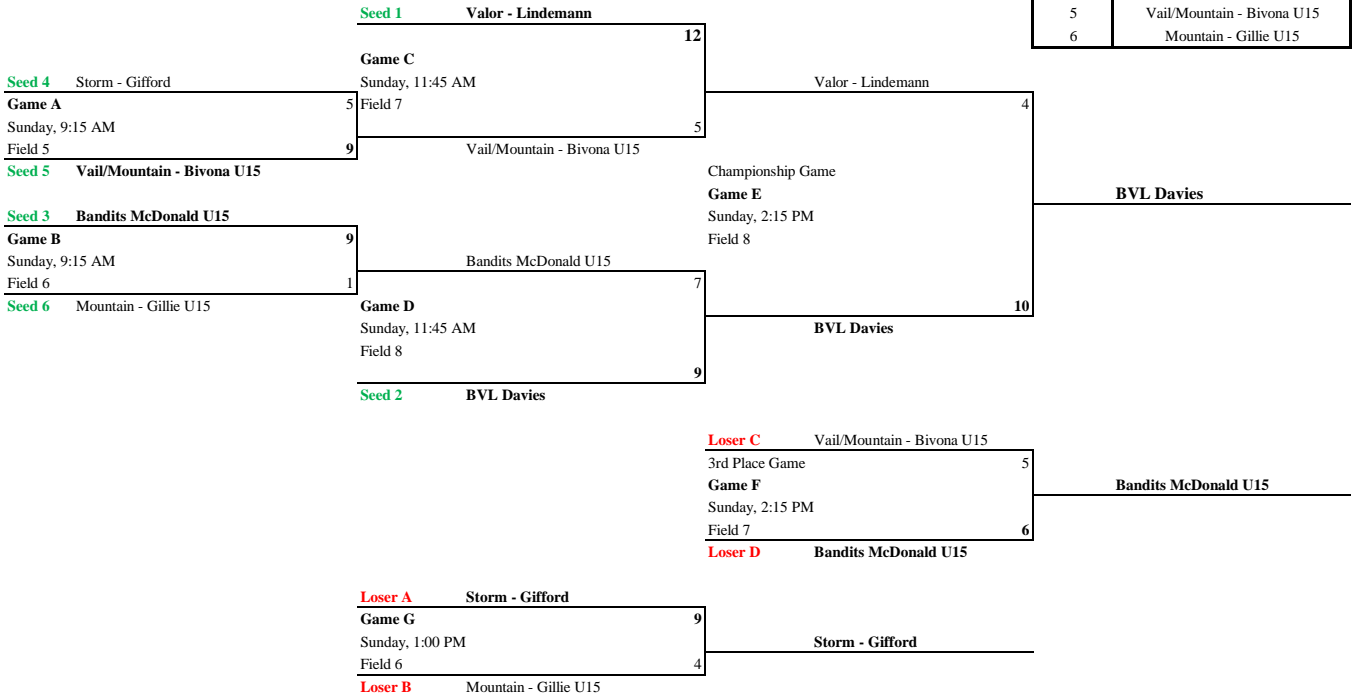 Seed 1 Valor - Lindemann
5 Vail/Mountain - Bivona U15
12
6 Mountain - Gillie U15
Game C
Seed 4 Storm - Gifford
Sunday, 11:45 AM
Valor - Lindemann
Game A 5
Field 7
4
Sunday, 9:15 AM
5
Field 5 9
Vail/Mountain - Bivona U15
Seed 5 Vail/Mountain - Bivona U15
Championship Game
Game E
BVL Davies
Seed 3 Bandits McDonald U15
Sunday, 2:15 PM
Game B 9
Field 8
Sunday, 9:15 AM
Bandits McDonald U15
Field 6 1
7
Seed 6 Mountain - Gillie U15
Game D
10
Sunday, 11:45 AM
BVL Davies
Field 8
9
Seed 2 BVL Davies
Loser C Vail/Mountain - Bivona U15
3rd Place Game 5
Game F
Bandits McDonald U15
Sunday, 2:15 PM
Field 7 6
Loser D Bandits McDonald U15
Loser A Storm - Gifford
Game G 9
Sunday, 1:00 PM
Storm - Gifford
Field 6 4
Loser B Mountain - Gillie U15